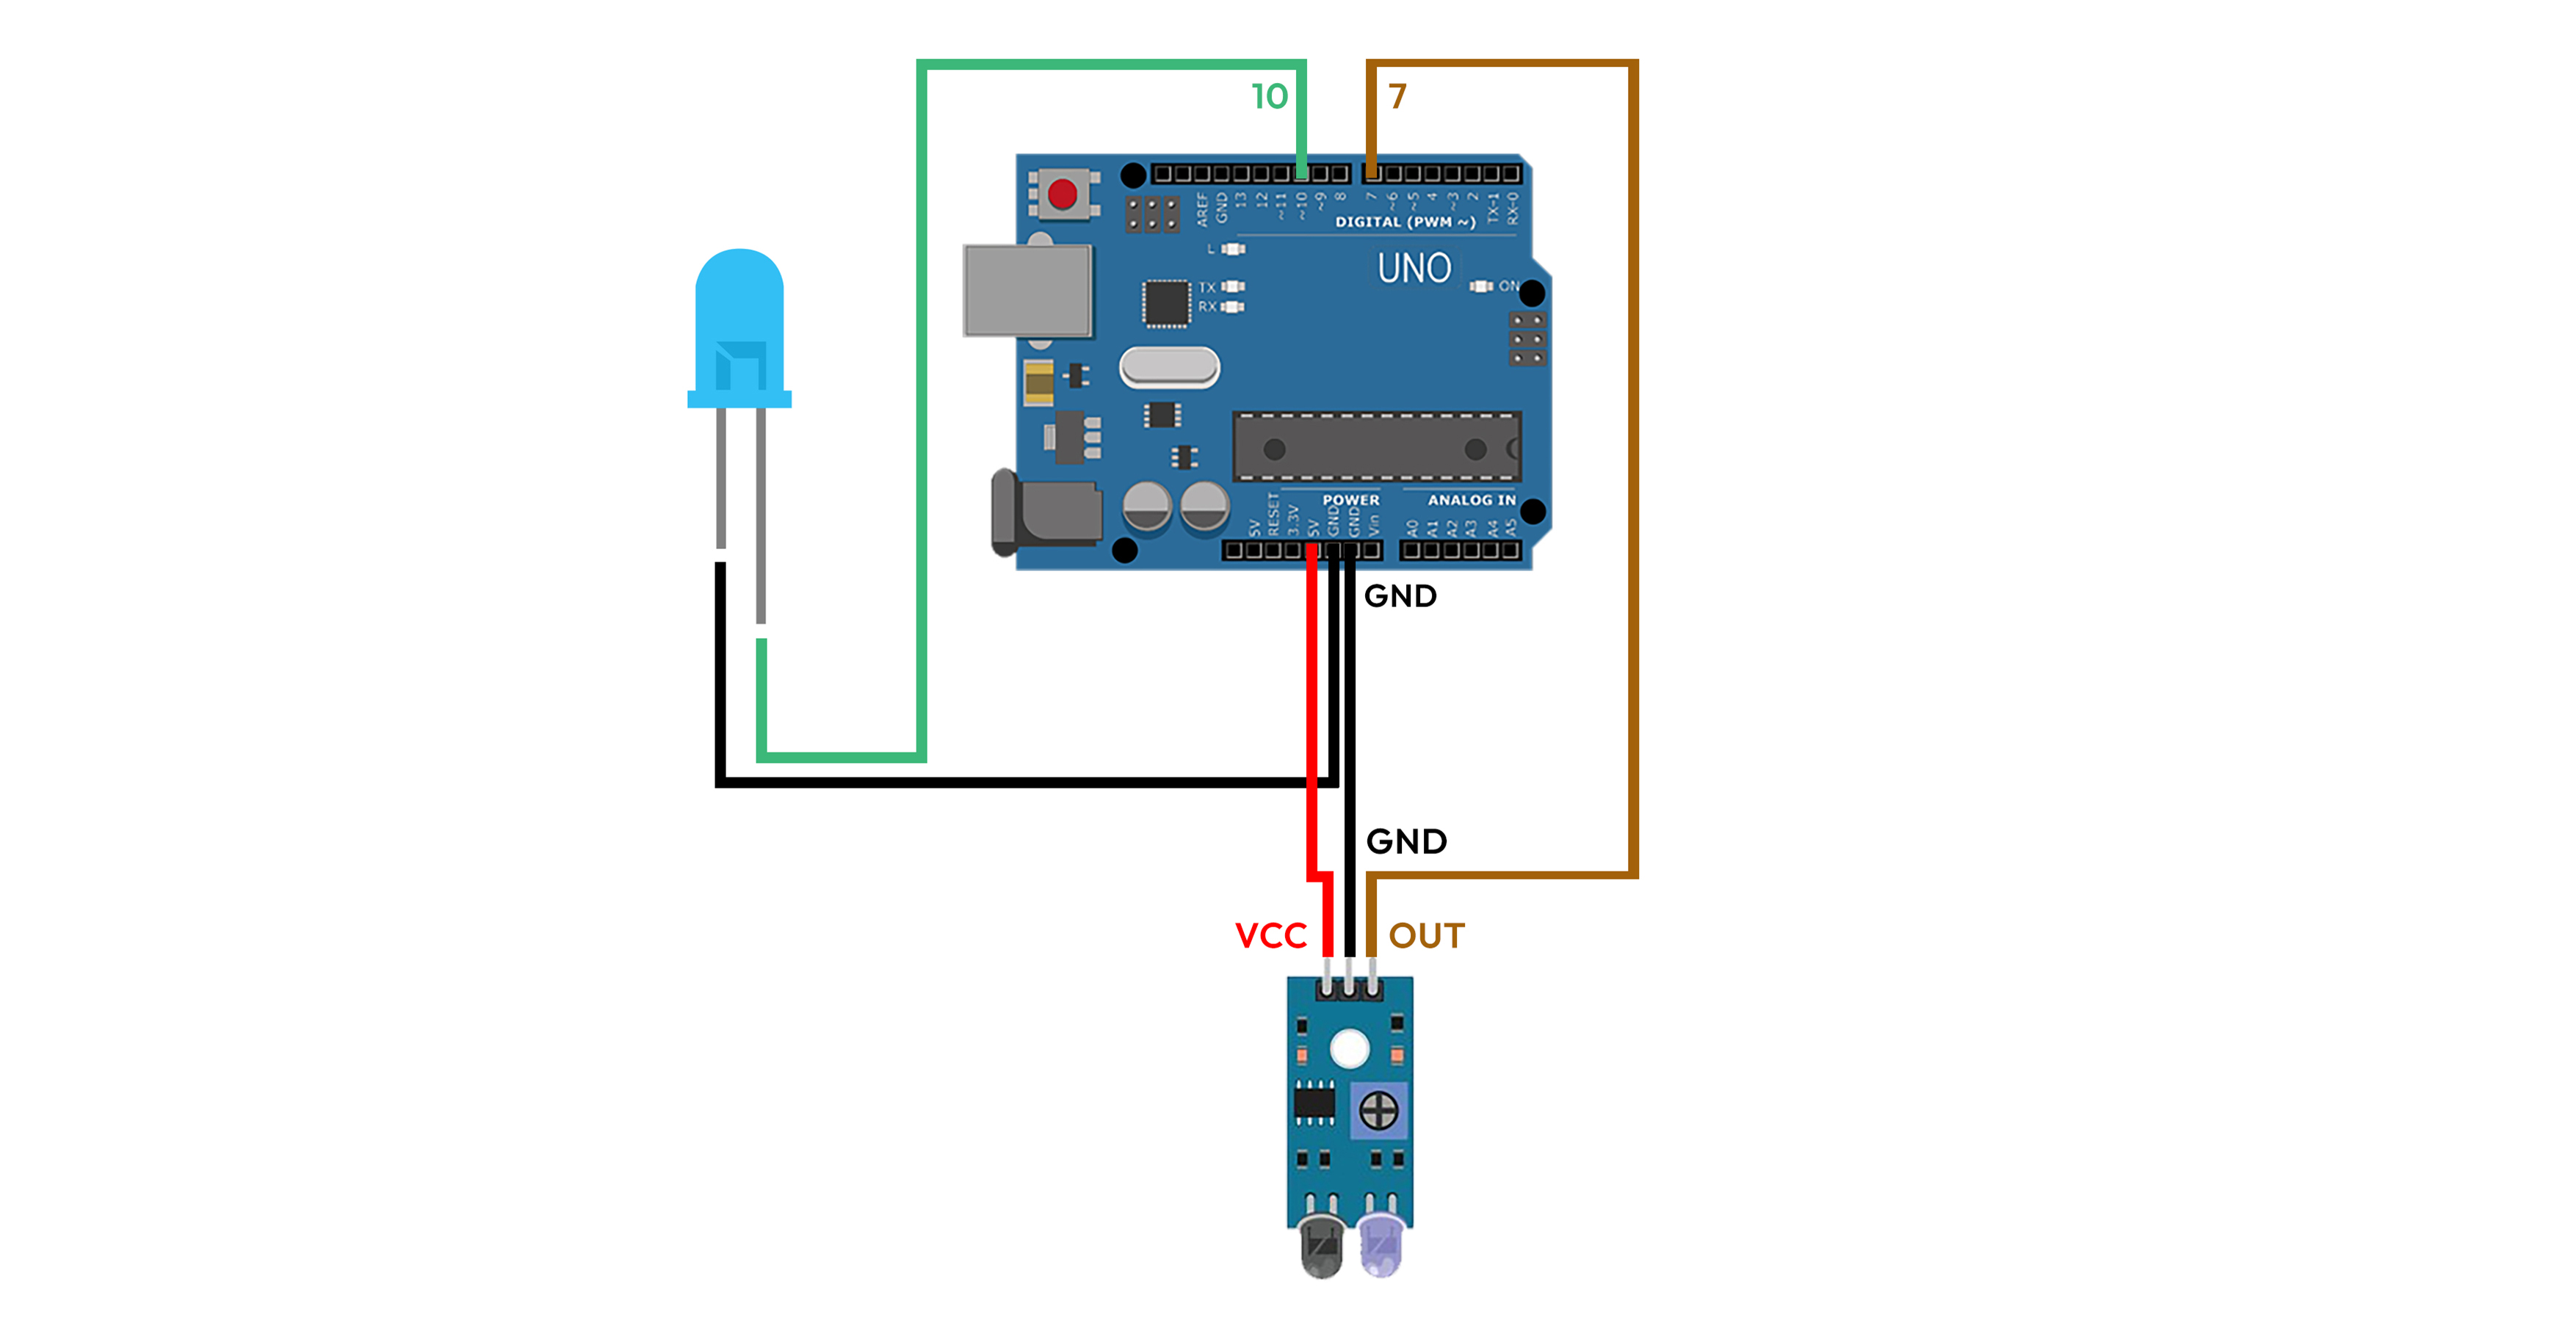 10
7
AREF
GND
13
12
~11
~10
~9
8
7
~6
~5
4
~3
2
TX-1
RX-0
DIGITAL (PWM ~)
L
UNO
TX
RX
ON
POWER
ANALOG IN
5V
RESET
3.3V
5V
GND
GND
Vin
A0
A1
A2
A3
A4
A5
GND
GND
VCC
OUT